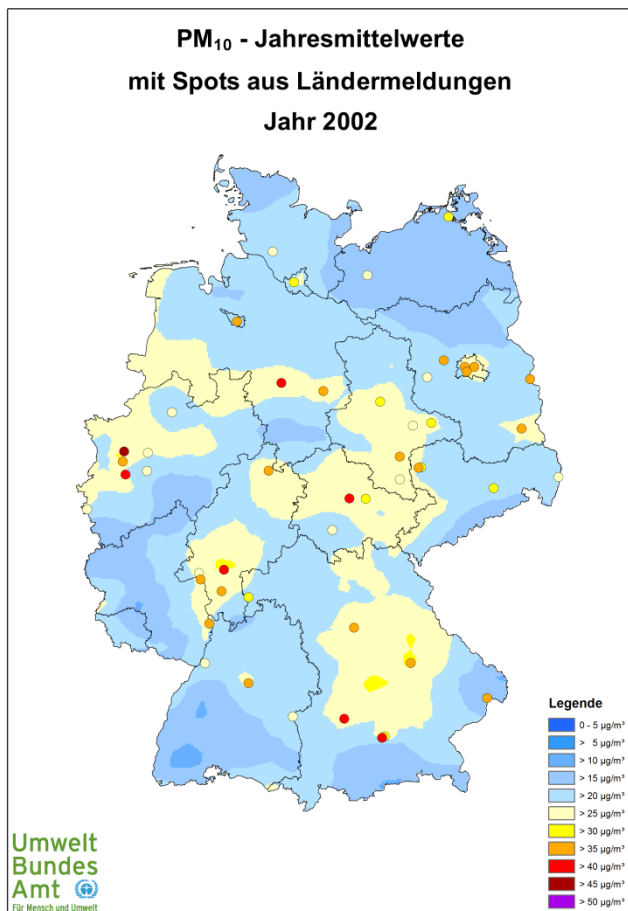 PM₁₀ - Jahresmittelwerte
mit Spots aus Ländermeldungen
Jahr 2002
Legende
0 - 5 µg/m³
> 5 µg/m³
> 10 µg/m³
> 15 µg/m³
> 20 µg/m³
> 25 µg/m³
> 30 µg/m³
> 35 µg/m³
> 40 µg/m³
> 45 µg/m³
> 50 µg/m³
Umwelt
Bundes
Amt
Für Mensch und Umwelt